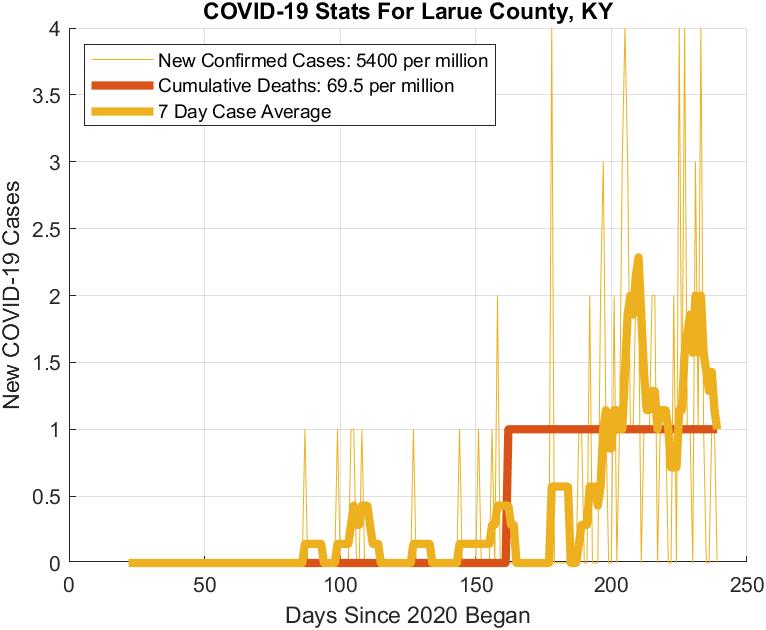 COVID-19 Stats For Larue County, KY
New Confirmed Cases: 5400 per million
Cumulative Deaths: 69.5 per million
7 Day Case Average
New COVID-19 Cases
4
3.5
3
2.5
2
1.5
1
0.5
0
0 50 100 150 200 250
Days Since 2020 Began